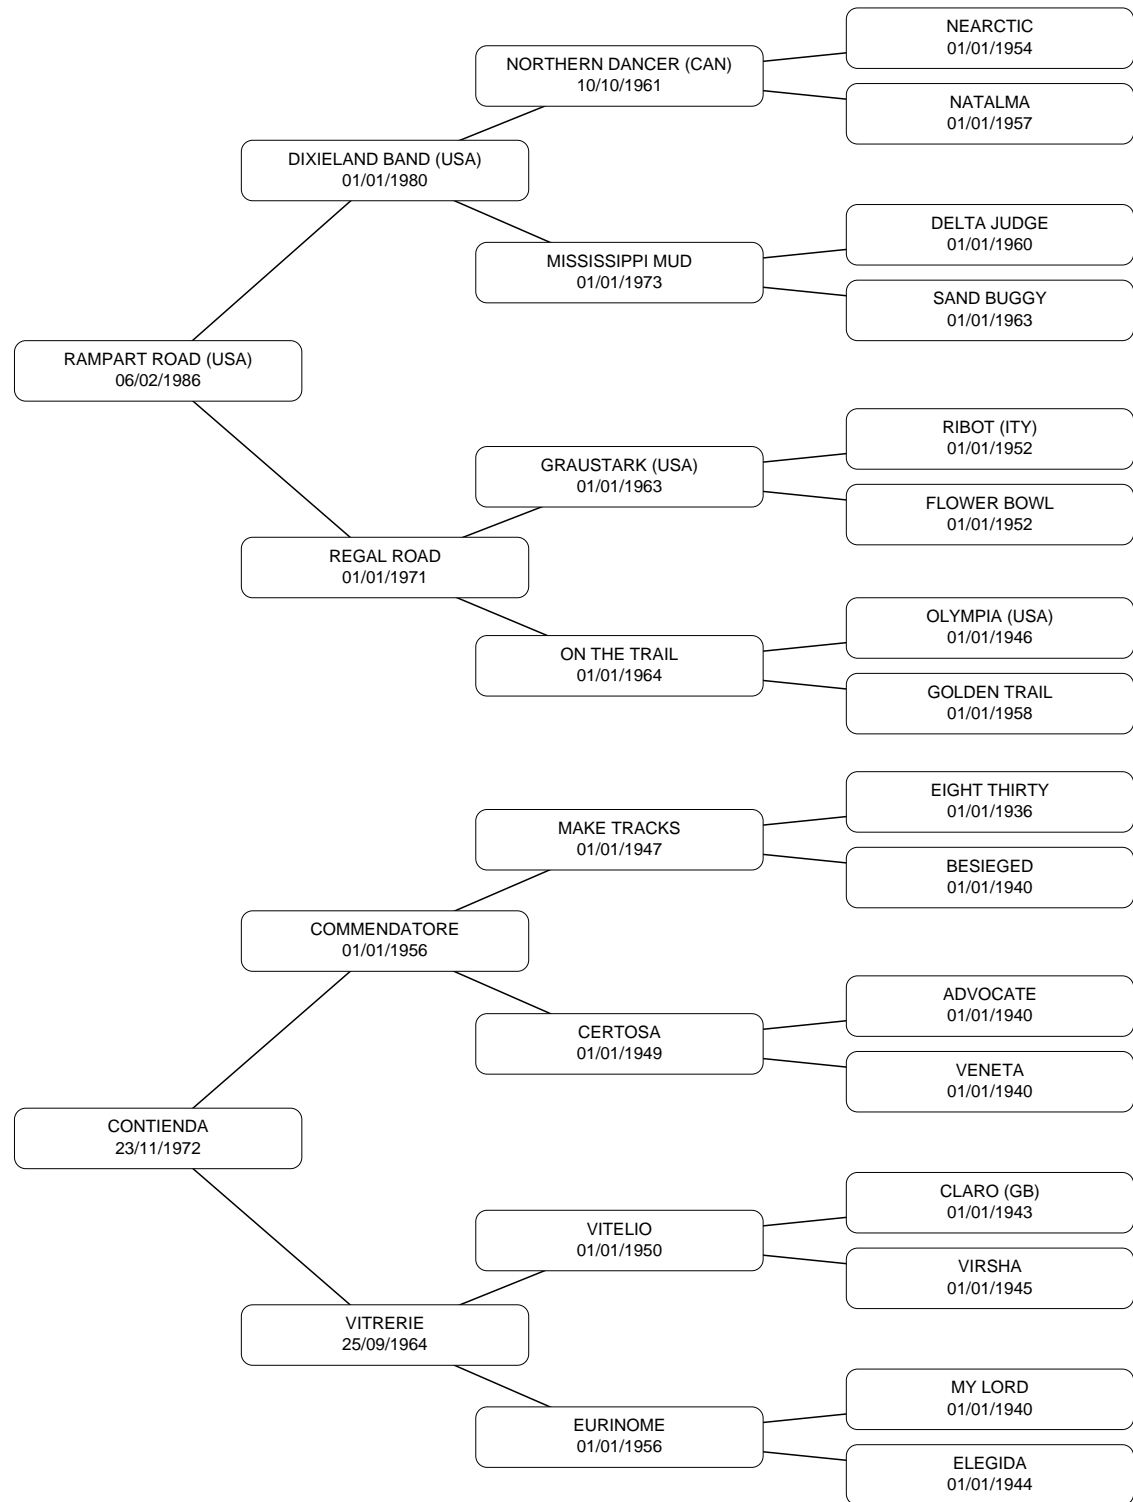 NEARCTIC
01/01/1954
NORTHERN DANCER (CAN)
10/10/1961
NATALMA
01/01/1957
DIXIELAND BAND (USA)
01/01/1980
DELTA JUDGE
01/01/1960
MISSISSIPPI MUD
01/01/1973
SAND BUGGY
01/01/1963
RAMPART ROAD (USA)
06/02/1986
RIBOT (ITY)
01/01/1952
GRAUSTARK (USA)
01/01/1963
FLOWER BOWL
01/01/1952
REGAL ROAD
01/01/1971
OLYMPIA (USA)
01/01/1946
ON THE TRAIL
01/01/1964
GOLDEN TRAIL
01/01/1958
EIGHT THIRTY
01/01/1936
MAKE TRACKS
01/01/1947
BESIEGED
01/01/1940
COMMENDATORE
01/01/1956
ADVOCATE
01/01/1940
CERTOSA
01/01/1949
VENETA
01/01/1940
CONTIENDA
23/11/1972
CLARO (GB)
01/01/1943
VITELIO
01/01/1950
VIRSHA
01/01/1945
VITRERIE
25/09/1964
MY LORD
01/01/1940
EURINOME
01/01/1956
ELEGIDA
01/01/1944